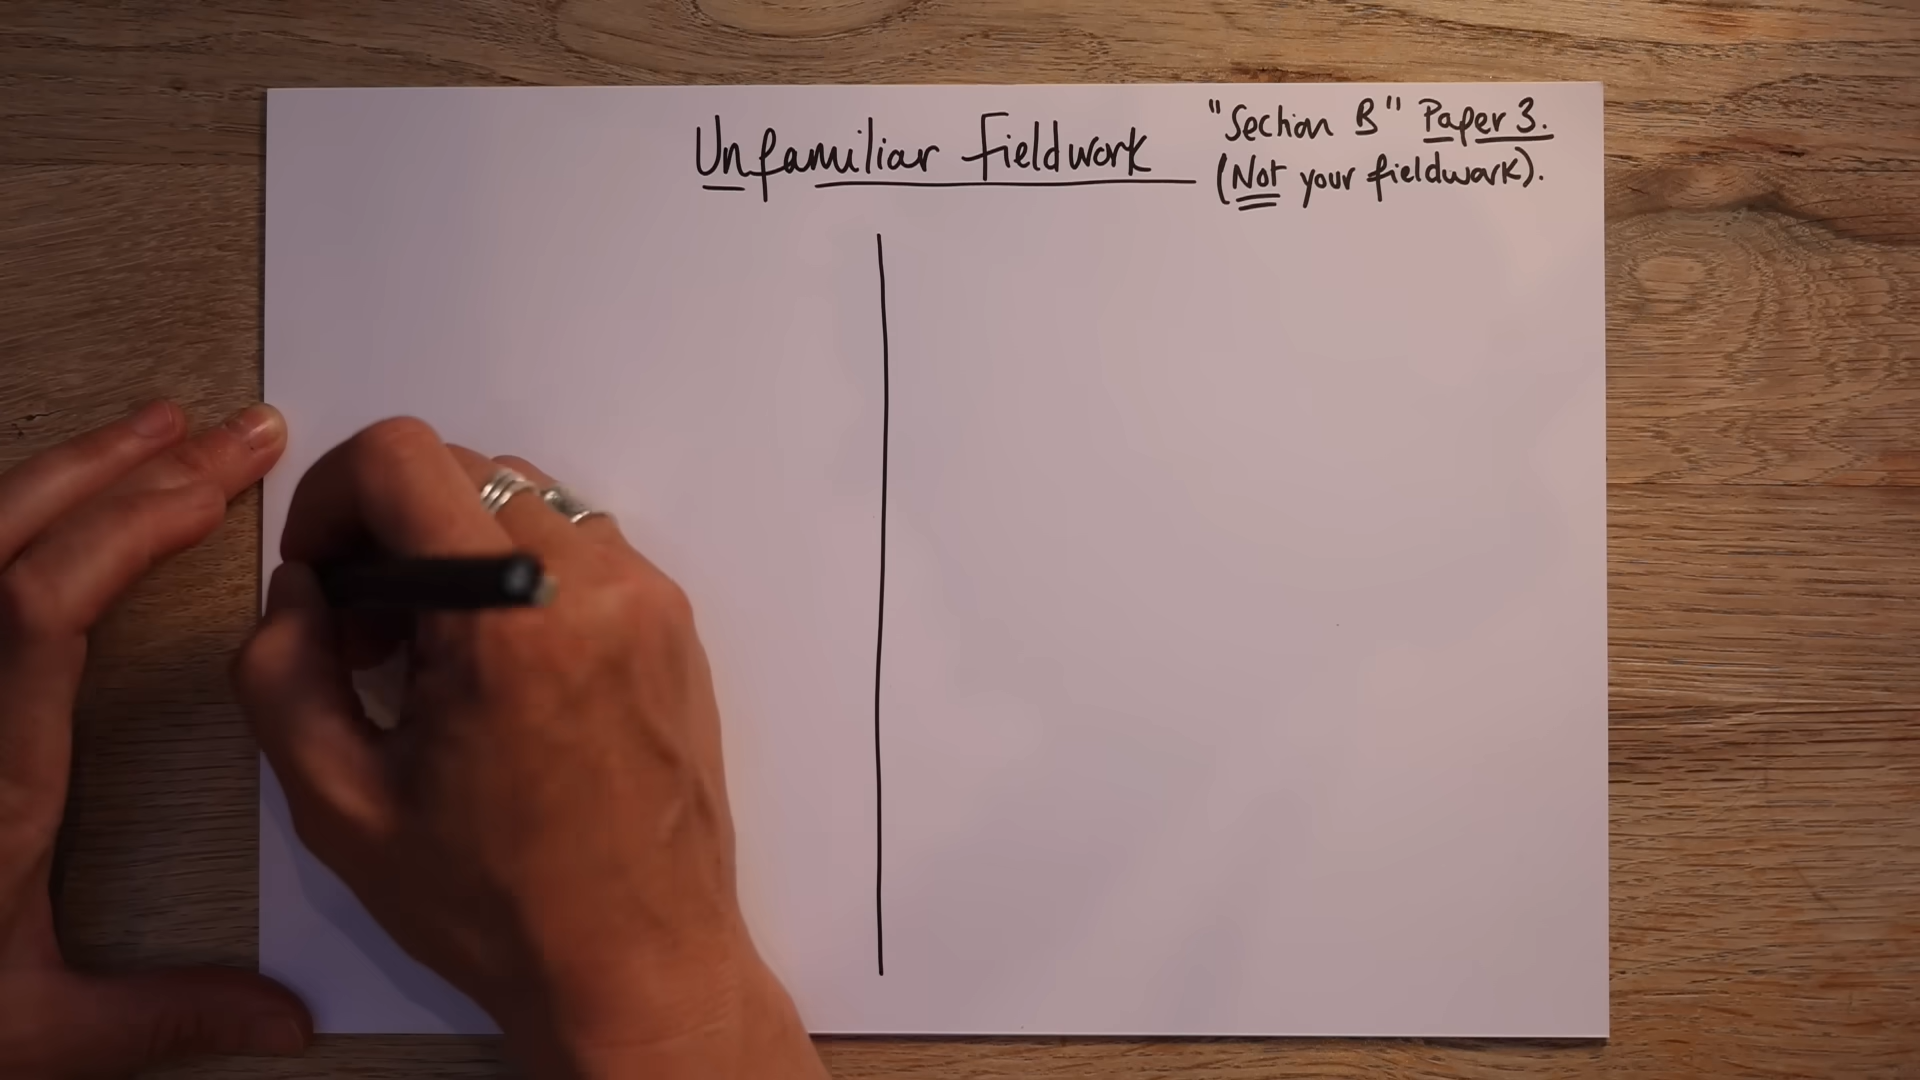 Unfamiliar Fieldwork
"Section B" Paper 3.
(Not your fieldwork).